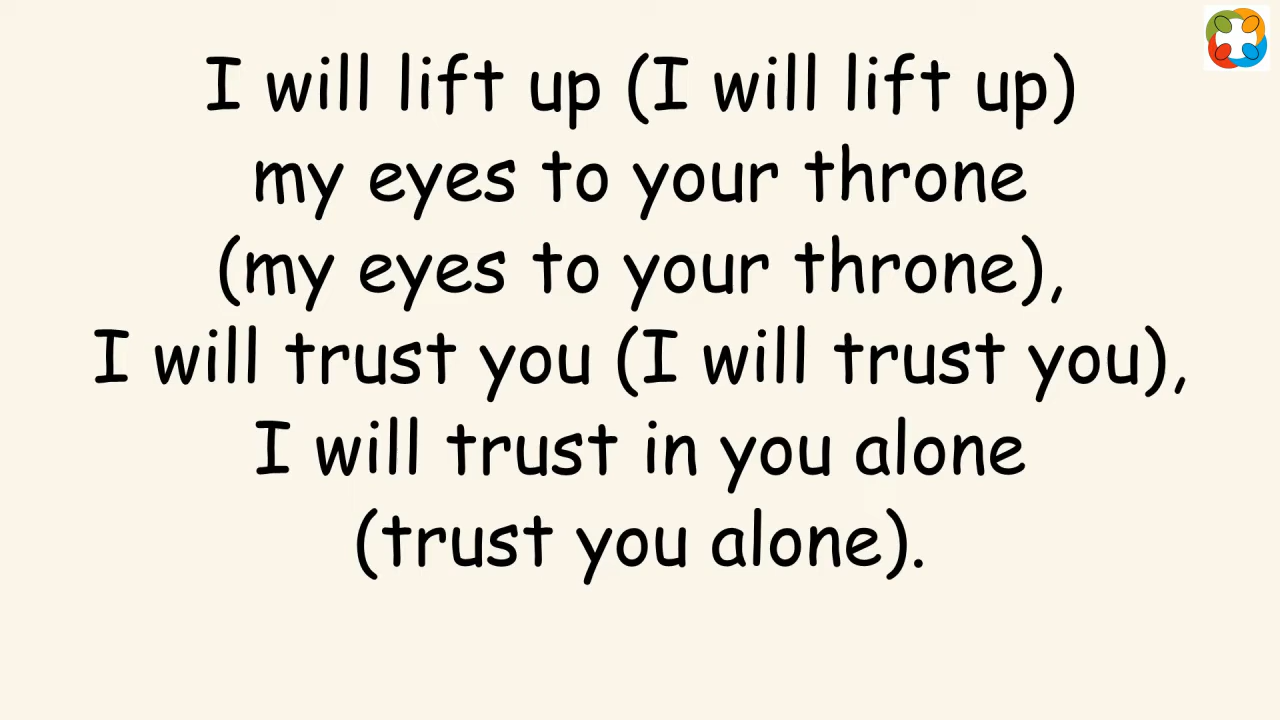 I will lift up (I will lift up)
my eyes to your throne
(my eyes to your throne),
I will trust you (I will trust you),
I will trust in you alone
(trust you alone).